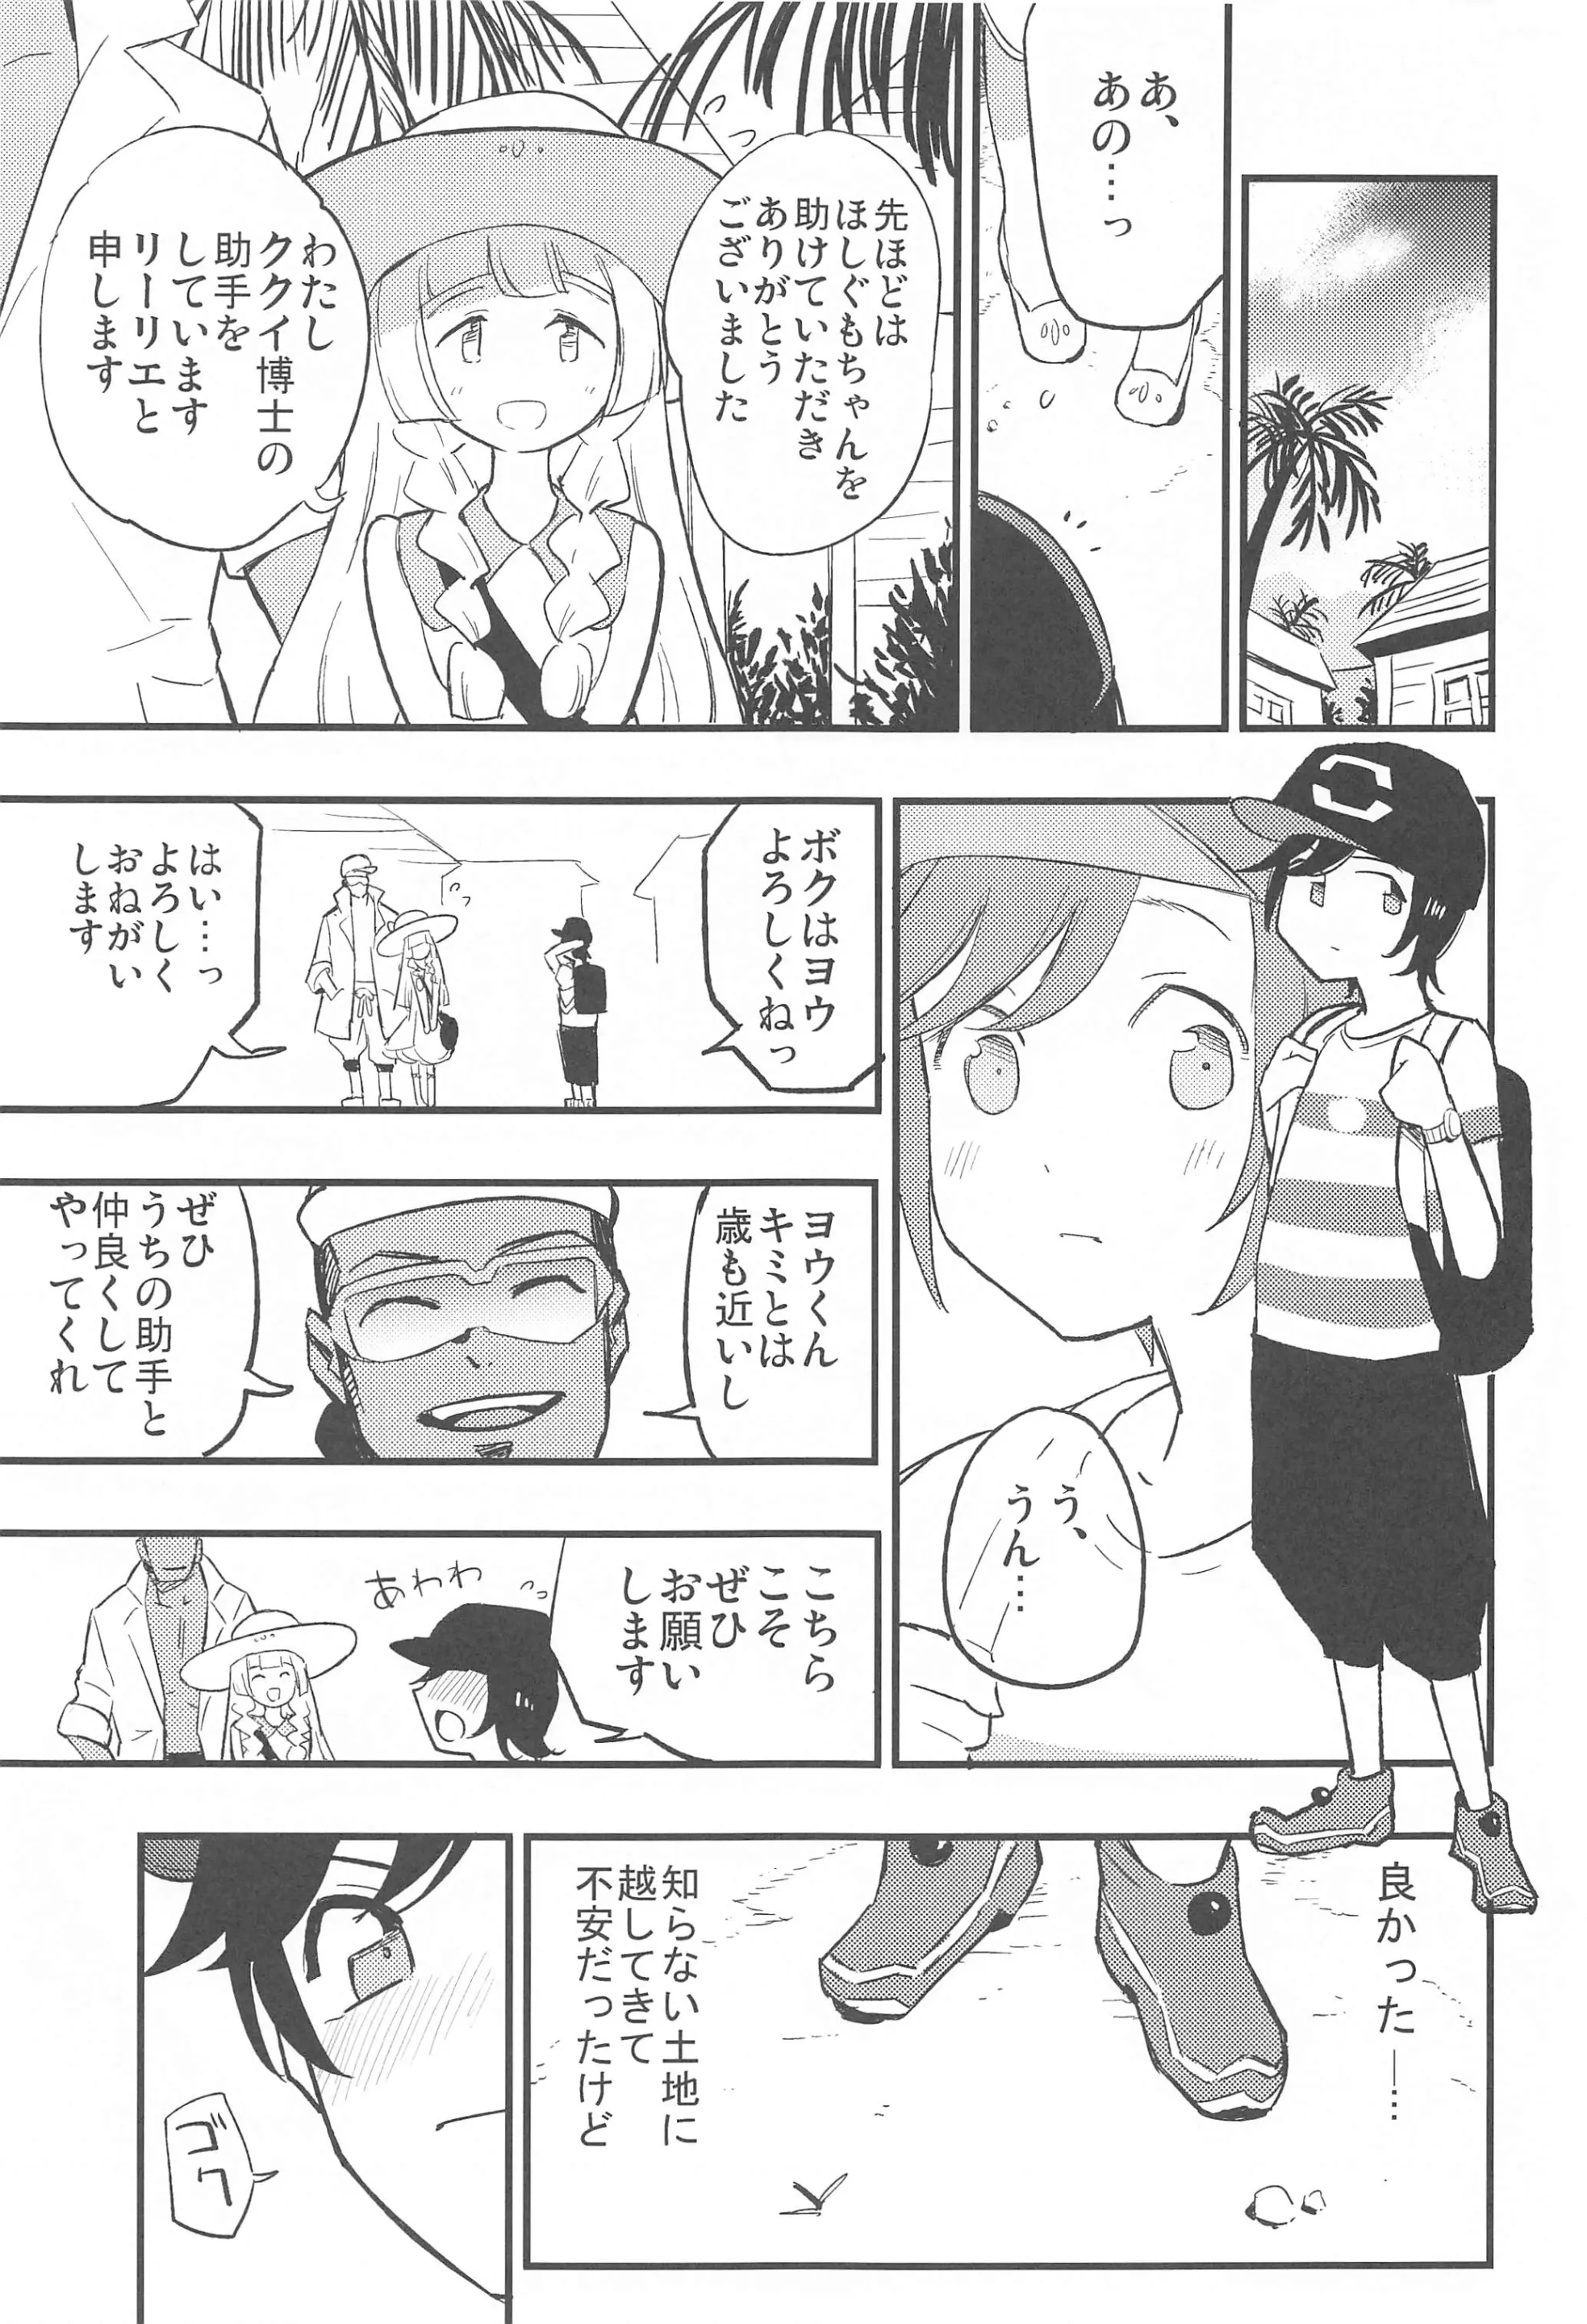 あ、
あの…っ
先ほどは
ほしぐもちゃんを
助けていただき
ありがとう
ございました
わたし
ククイ博士の
助手を
しています
リーリエと
申します
う、
うん…
ボクはヨウ
よろしくねっ
はい…っ
よろしく
おねがい
します
ヨウくん
キミとは
歳も近いし
ぜひ
うちの助手と
仲良くして
やってくれ
こちら
こそ
ぜひ
お願い
します
あわわ
良かった―…
知らない土地に
越してきて
不安だったけど
ゴク